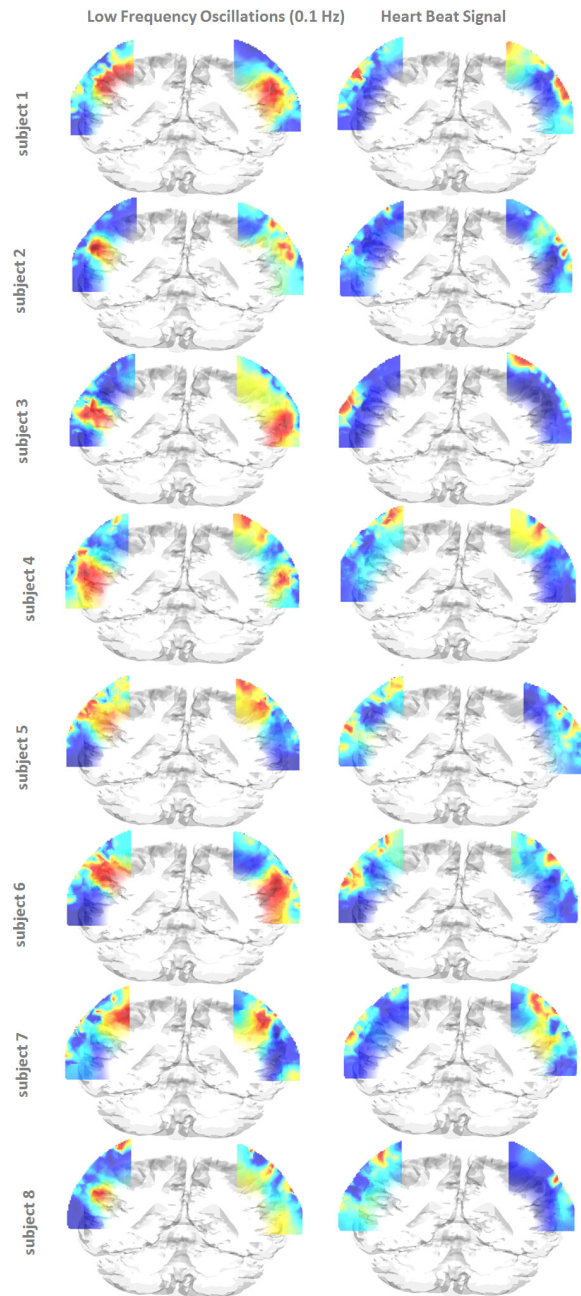 Low Frequency Oscillations (0.1 Hz)
Heart Beat Signal
subject 1
subject 2
subject 3
subject 4
subject 5
subject 6
subject 7
subject 8